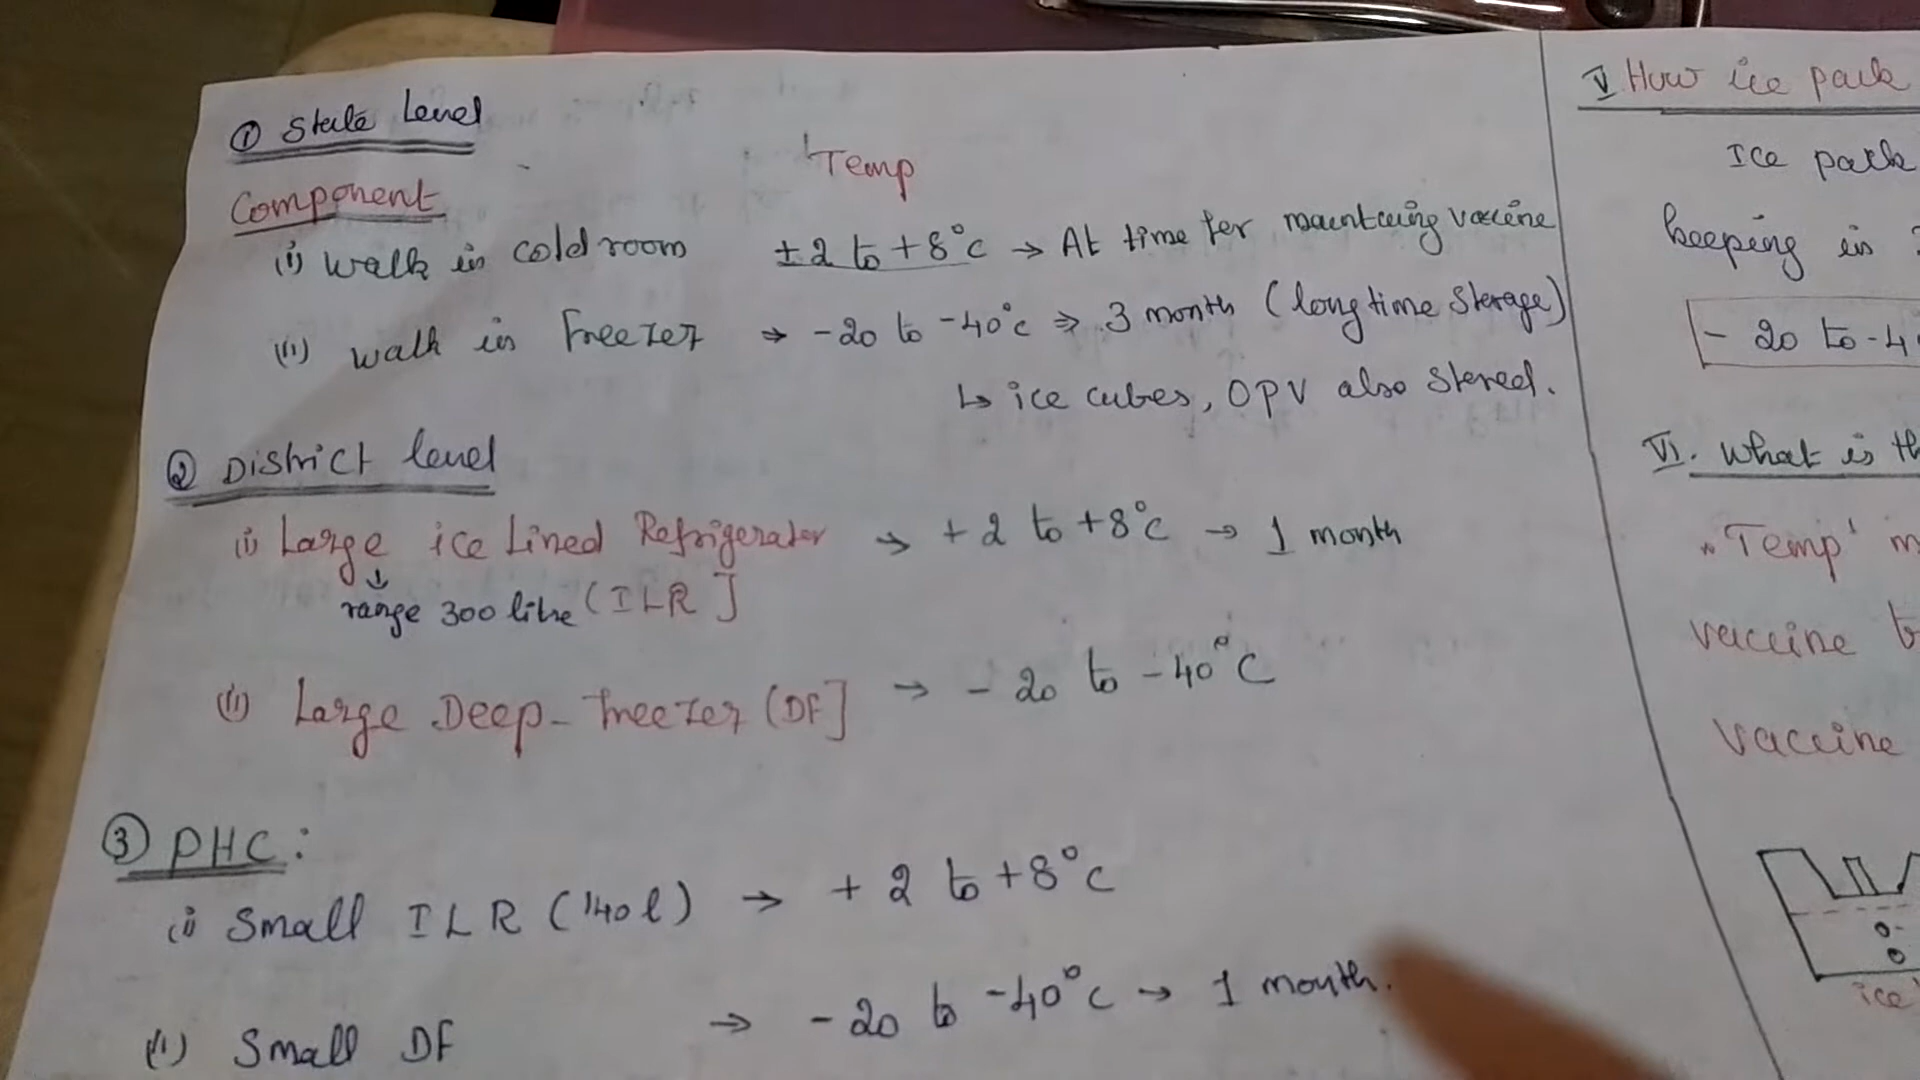 ① State Level
Component
Temp
(i) Walk in cold room ±2 to +8°c → At time for maintaing vaccine
(ii) Walk in Freezer ⇒ -20 to -40°c ⇒ 3 month (longtime Storage)
↳ ice cubes, OPV also Stored.
② District level
(i) Large ice Lined Refrigerator → +2 to +8°c → 1 month
↓
range 300 litre (ILR]
(ii) Large Deep-freezer (DF] → -20 to -40°C
③ PHC:
(i) Small ILR (140l) → +2 to +8°c
(ii) Small DF → -20 to -40°c → 1 month.
V. How ice pack
Ice pack
keeping in
- 20 to -4
VI. What is th
Temp' m
vaccine
Vaccine
ice